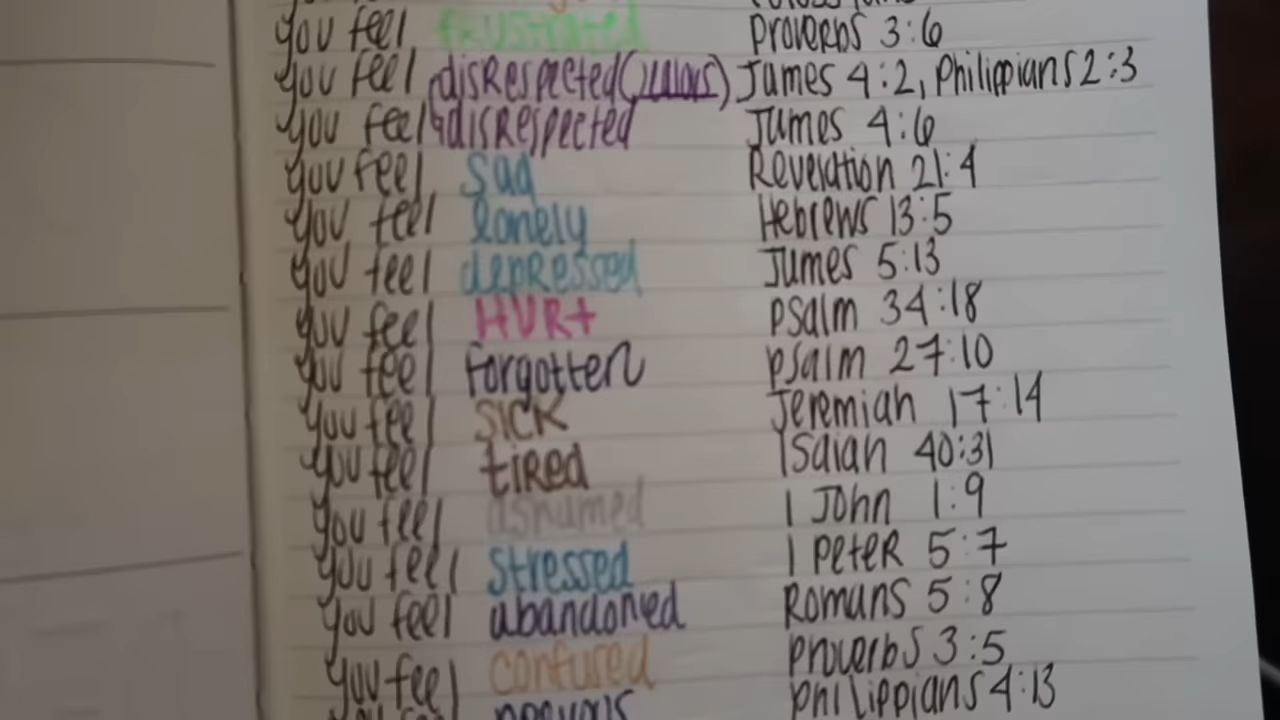 you feel frustrated Proverbs 3:6
you feel disRespected(jealous) James 4:2, Philippians 2:3
you feel disRespected James 4:6
you feel sad Revelation 21:4
you feel lonely Hebrews 13:5
you feel depRessed James 5:13
you feel HURt psalm 34:18
you feel forgotten psalm 27:10
you feel SICK Jeremiah 17:14
you feel tiRed ISaiah 40:31
you feel ashamed 1 John 1:9
you feel stressed 1 PeteR 5:7
you feel abandoned Romans 5:8
you feel confused proverbs 3:5
nervous philippians 4:13